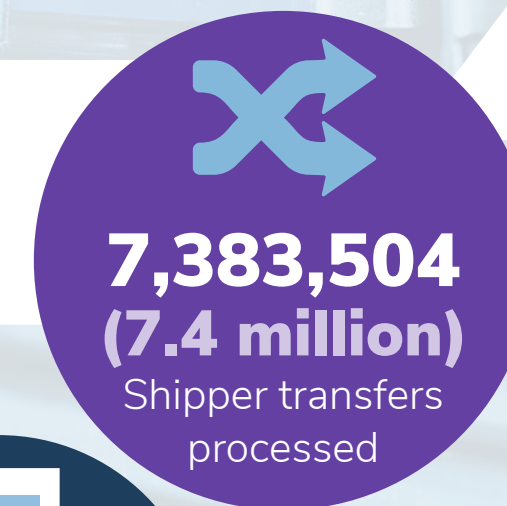 7,383,504
(7.4 million)
Shipper transfers
processed